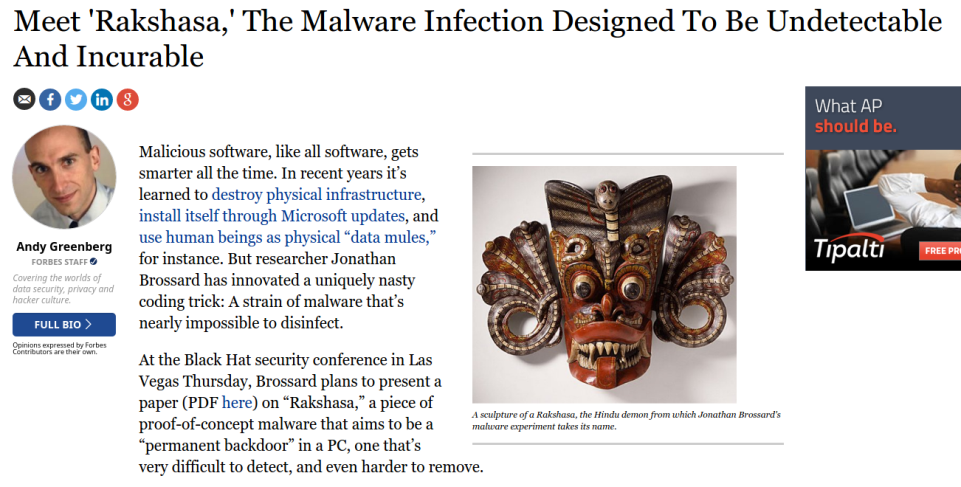 Meet 'Rakshasa,' The Malware Infection Designed To Be Undetectable
And Incurable
Andy Greenberg
FORBES STAFF
Covering the worlds of
data security, privacy and
hacker culture.
FULL BIO
Opinions expressed by Forbes
Contributors are their own.
Malicious software, like all software, gets
smarter all the time. In recent years it’s
learned to destroy physical infrastructure,
install itself through Microsoft updates, and
use human beings as physical “data mules,”
for instance. But researcher Jonathan
Brossard has innovated a uniquely nasty
coding trick: A strain of malware that’s
nearly impossible to disinfect.
At the Black Hat security conference in Las
Vegas Thursday, Brossard plans to present a
paper (PDF here) on “Rakshasa,” a piece of
proof-of-concept malware that aims to be a
“permanent backdoor” in a PC, one that’s
very difficult to detect, and even harder to remove.
A sculpture of a Rakshasa, the Hindu demon from which Jonathan Brossard's
malware experiment takes its name.
What AP
should be.
Tipalti
FREE PR